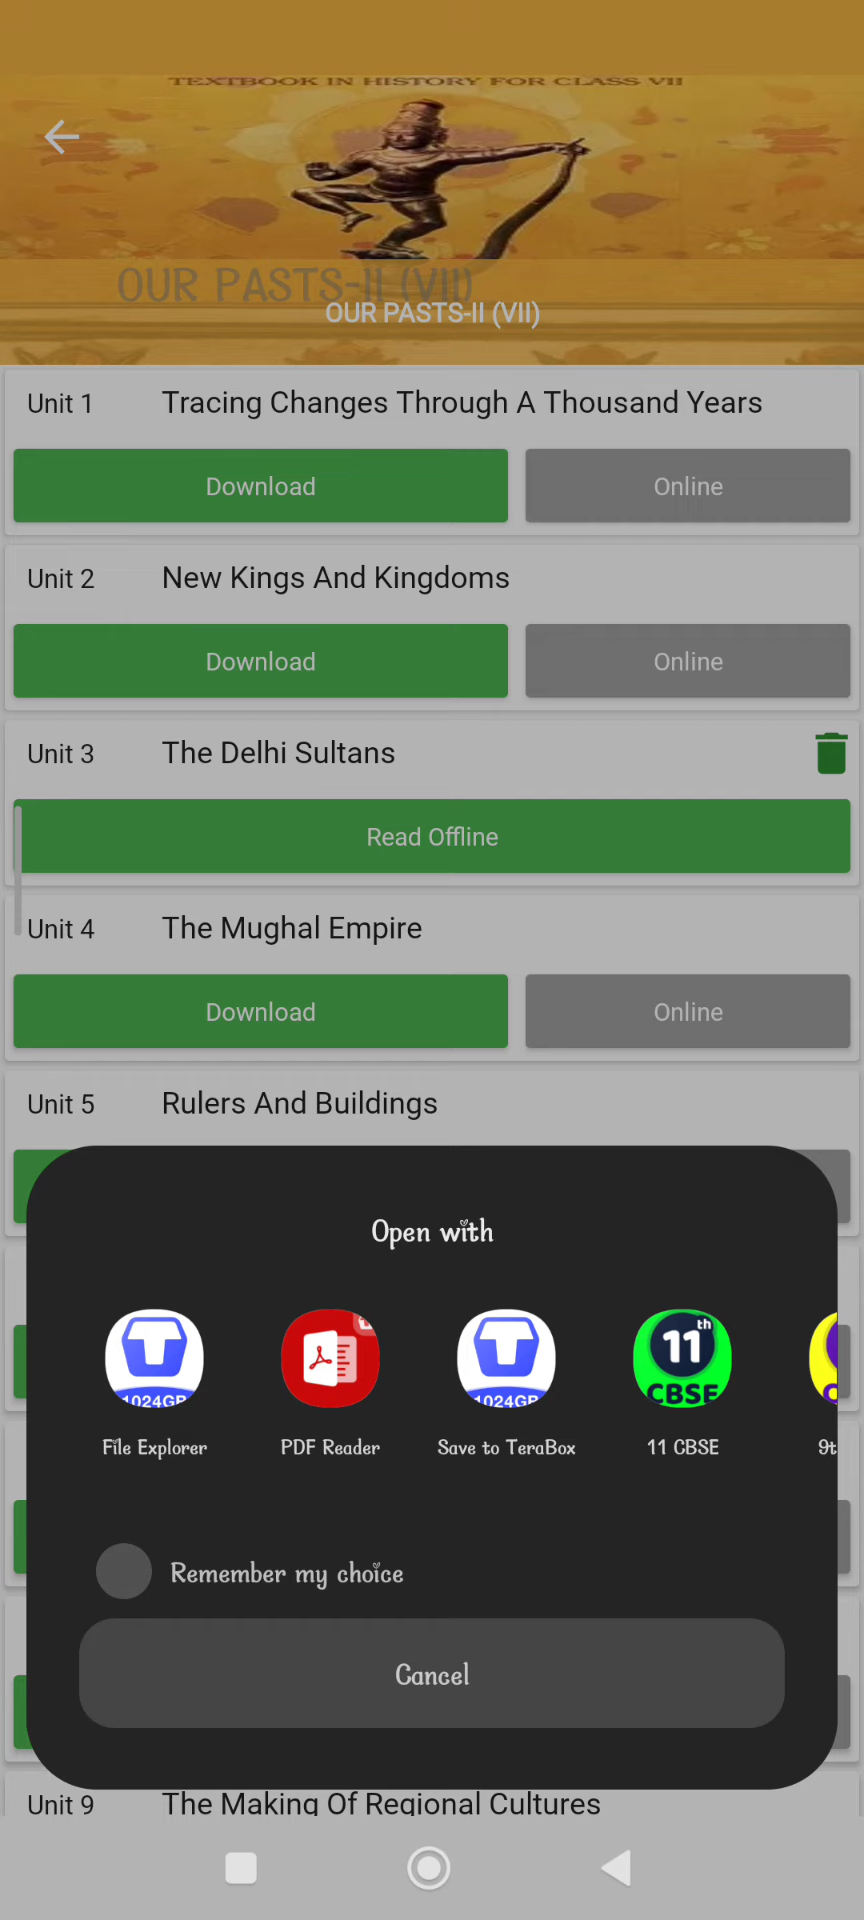 TEXTBOOK IN HISTORY FOR CLASS VII
OUR PASTS-II (VII)
OUR PASTS-II (VII)
Unit 1 Tracing Changes Through A Thousand Years
Download Online
Unit 2 New Kings And Kingdoms
Download Online
Unit 3 The Delhi Sultans
Read Offline
Unit 4 The Mughal Empire
Download Online
Unit 5 Rulers And Buildings
Open with
1024GB
1024GB
11th
CBSE
File Explorer PDF Reader Save to TeraBox 11 CBSE 9t
Remember my choice
Cancel
Unit 9 The Making Of Regional Cultures